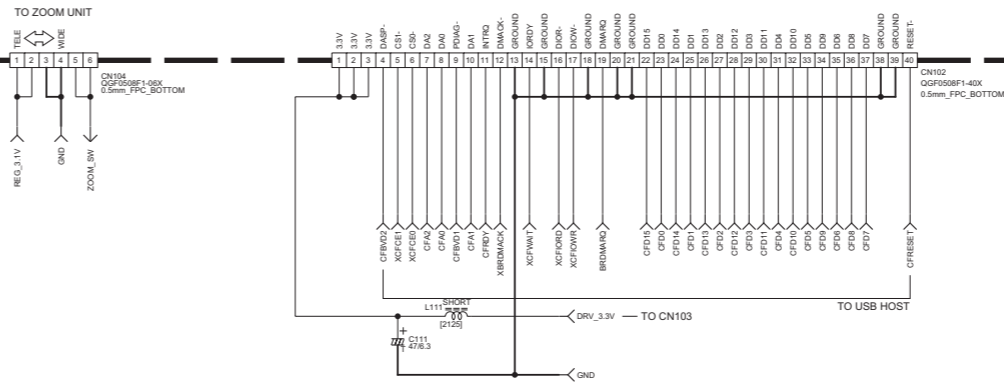 TO ZOOM UNIT
TELE
WIDE
1 2 3 4 5 6
CN104
QGF0508F1-06X
0.5mm_FPC_BOTTOM
REG_3.1V
GND
ZOOM_SW
3.3V
3.3V
3.3V
DASP-
CS1-
CS0-
DA2
DA0
PDIAG-
DA1
INTRQ
DMACK-
GROUND
IORDY
GROUND
DIOR-
DIOW-
GROUND
DMARQ
GROUND
GROUND
DD15
DD0
DD14
DD1
DD13
DD2
DD12
DD3
DD11
DD4
DD10
DD5
DD9
DD6
DD8
DD7
GROUND
GROUND
RESET-
1 2 3 4 5 6 7 8 9 10 11 12 13 14 15 16 17 18 19 20 21 22 23 24 25 26 27 28 29 30 31 32 33 34 35 36 37 38 39 40
CN102
QGF0508F1-40X
0.5mm_FPC_BOTTOM
CFBVD2
XCFCE1
XCFCE0
CFA2
CFA0
CFBVD1
CFA1
CFRDY
XBRDMACK
XCFWAIT
XCFIORD
XCFIOWR
BRDMARQ
CFD15
CFD0
CFD14
CFD1
CFD13
CFD2
CFD12
CFD3
CFD11
CFD4
CFD10
CFD5
CFD9
CFD6
CFD8
CFD7
CFRESET-
TO USB HOST
L111 SHORT
[2125]
DRV_3.3V
TO CN103
+
C111
47/6.3
GND